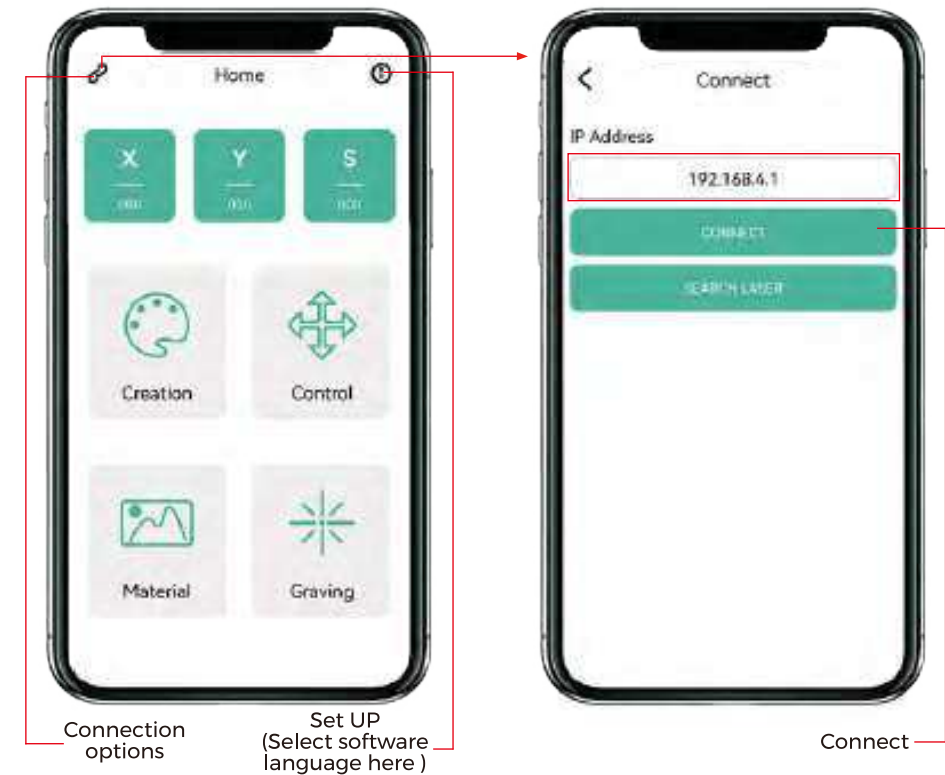 Home
X
Y
S
Creation
Control
Material
Graving
Connection
options
Set UP
(Select software
language here )
Connect
IP Address
192.168.4.1
CONNECT
SEARCH LASER
Connect